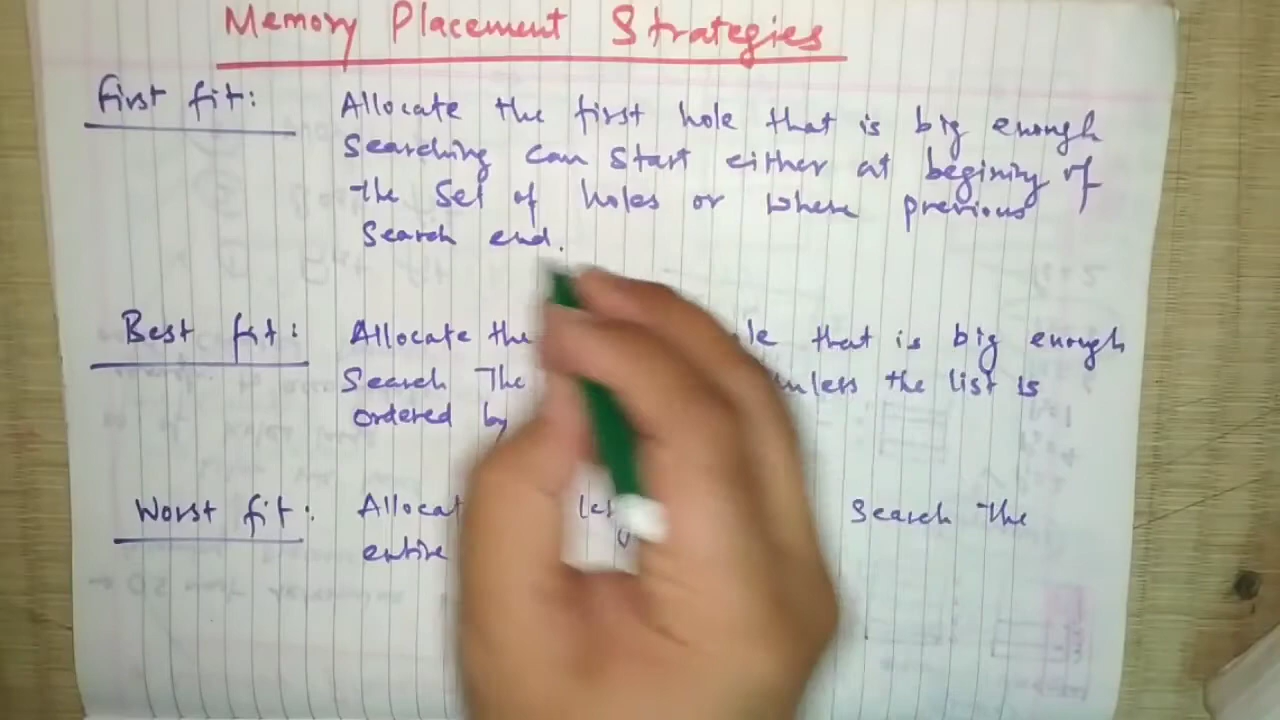 Memory Placement Strategies
First fit: Allocate the first hole that is big enough
Searching can start either at begining of
the set of holes or where previous
search end.
Best fit: Allocate the that is big enough
Search The unless the list is
ordered by
Worst fit: Search the
entire